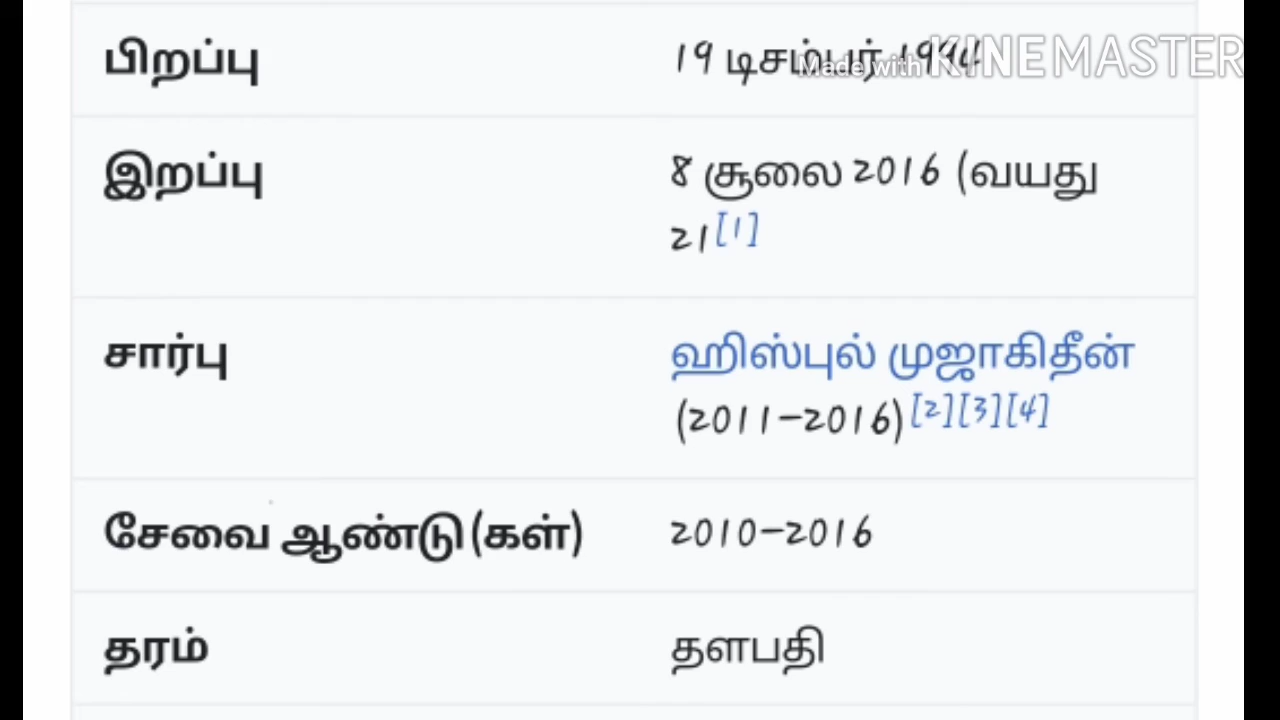 பிறப்பு 19 டிசம்பர் 1994
Made with KINEMASTER
இறப்பு 8 சூலை 2016 (வயது
21[1]
சார்பு ஹிஸ்புல் முஜாகிதீன்
(2011–2016)[2][3][4]
சேவை ஆண்டு(கள்) 2010–2016
தரம் தளபதி